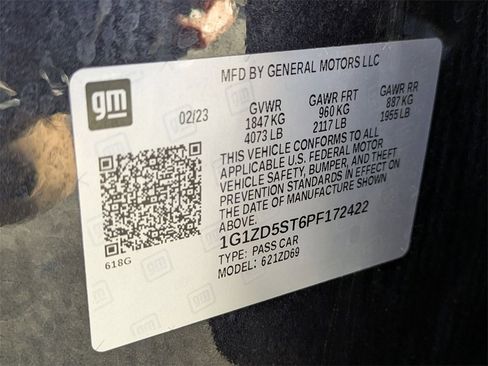 MFD BY GENERAL MOTORS LLC
gm
02/23
GVWR GAWR FRT GAWR RR
1847 KG 960 KG 887 KG
4073 LB 2117 LB 1955 LB
THIS VEHICLE CONFORMS TO ALL
APPLICABLE U.S. FEDERAL MOTOR
VEHICLE SAFETY, BUMPER, AND THEFT
PREVENTION STANDARDS IN EFFECT ON
THE DATE OF MANUFACTURE SHOWN
ABOVE.
1G1ZD5ST6PF172422
618G
TYPE: PASS CAR
MODEL: 621ZD69